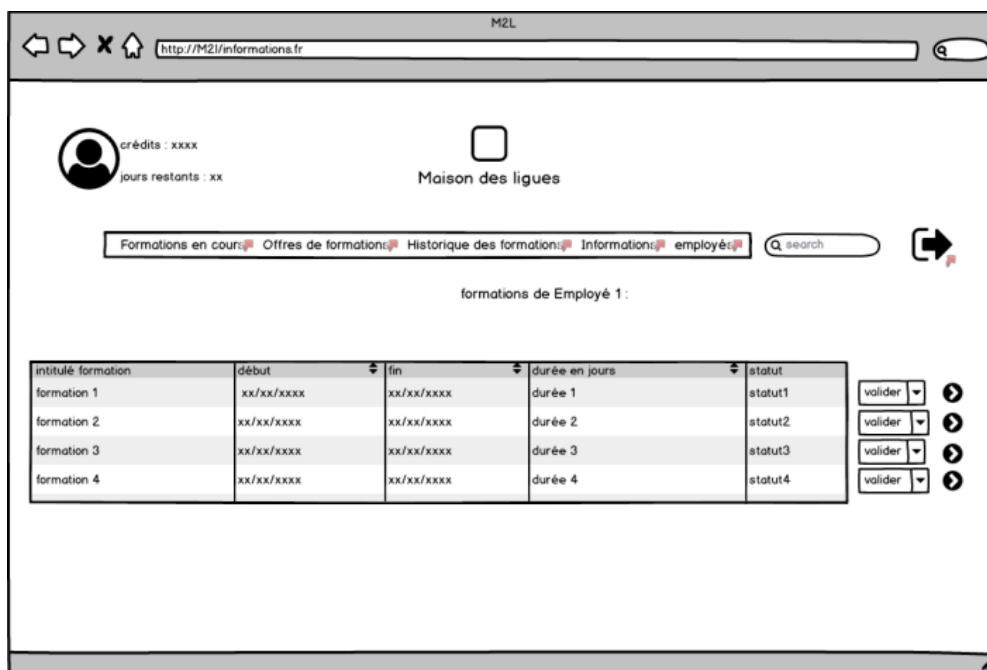 M2L
http://M2l/informations.fr
crédits : xxxx
jours restants : xx
Maison des ligues
Formations en cours Offres de formations Historique des formations Informations employés search
formations de Employé 1 :
intitulé formation début fin durée en jours statut
formation 1 xx/xx/xxxx xx/xx/xxxx durée 1 statut1 valider
formation 2 xx/xx/xxxx xx/xx/xxxx durée 2 statut2 valider
formation 3 xx/xx/xxxx xx/xx/xxxx durée 3 statut3 valider
formation 4 xx/xx/xxxx xx/xx/xxxx durée 4 statut4 valider